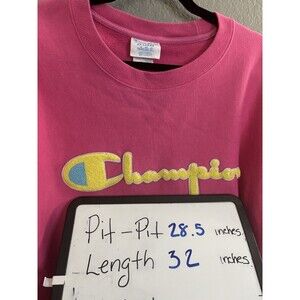 Champion
Pit-Pit 28.5 inches
Length 32 inches